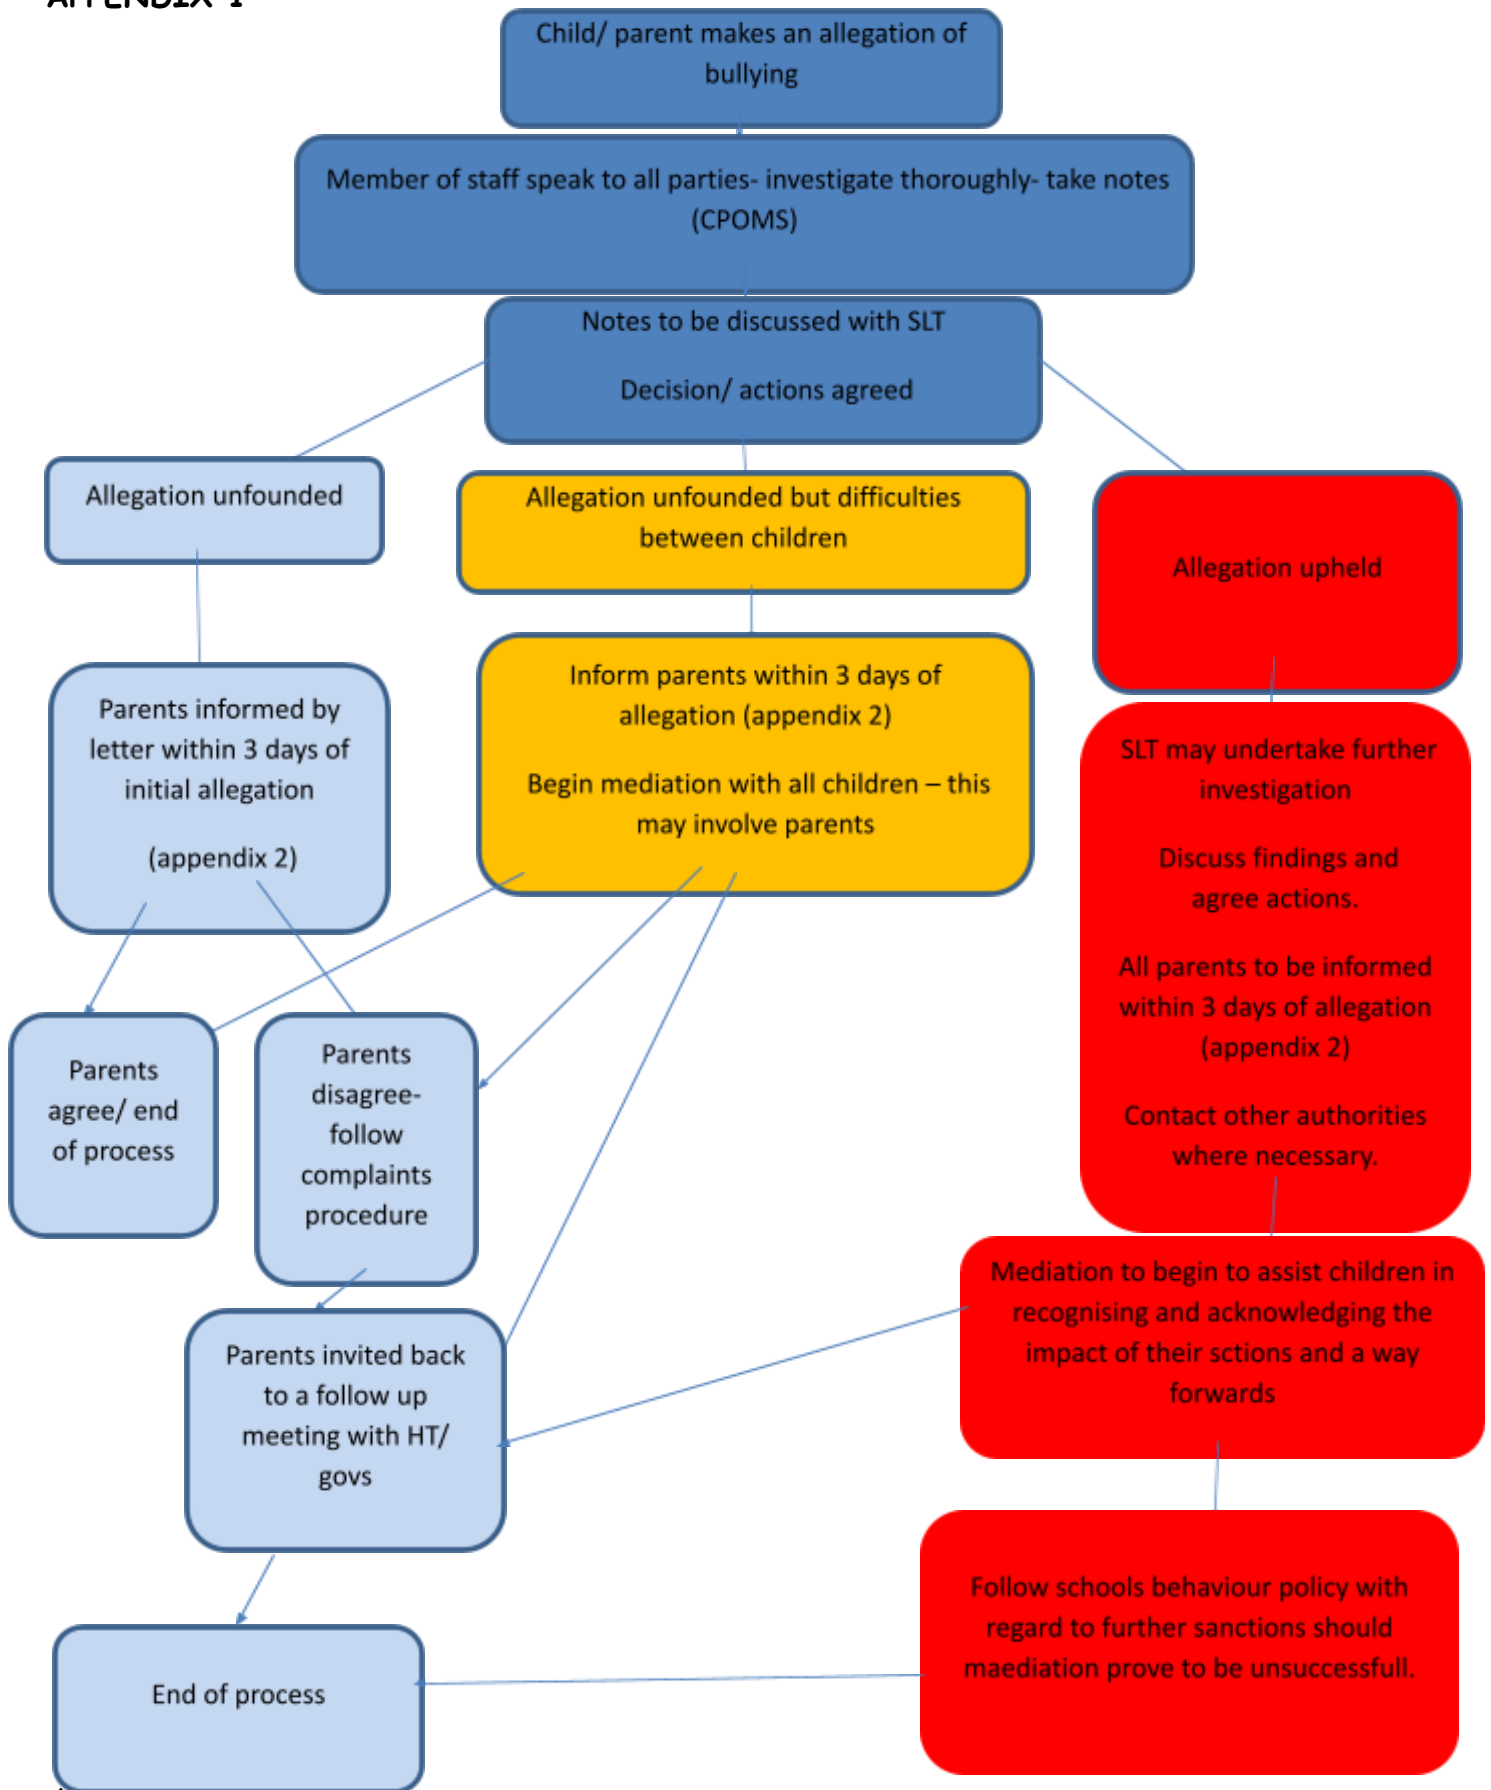 APPENDIX 1
Child/ parent makes an allegation of
bullying
Member of staff speak to all parties- investigate thoroughly- take notes
(CPOMS)
Notes to be discussed with SLT
Decision/ actions agreed
Allegation unfounded
Allegation unfounded but difficulties
between children
Allegation upheld
Parents informed by
letter within 3 days of
initial allegation
(appendix 2)
Inform parents within 3 days of
allegation (appendix 2)
Begin mediation with all children – this
may involve parents
SLT may undertake further
investigation
Discuss findings and
agree actions.
All parents to be informed
within 3 days of allegation
(appendix 2)
Contact other authorities
where necessary.
Parents
agree/ end
of process
Parents
disagree-
follow
complaints
procedure
Parents invited back
to a follow up
meeting with HT/
govs
Mediation to begin to assist children in
recognising and acknowledging the
impact of their sctions and a way
forwards
Follow schools behaviour policy with
regard to further sanctions should
maediation prove to be unsuccessfull.
End of process